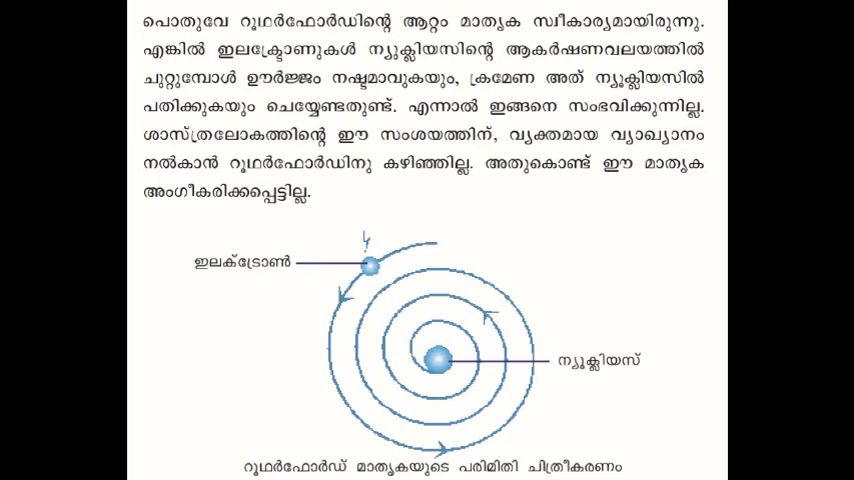 പൊതുവേ റൂഥർഫോർഡിന്റെ ആറ്റം മാതൃക സ്വീകാര്യമായിരുന്നു.
എങ്കിൽ ഇലക്ട്രോണുകൾ ന്യുക്ലിയസിന്റെ ആകർഷണവലയത്തിൽ
ചുറ്റുമ്പോൾ ഊർജ്ജം നഷ്ടമാവുകയും, ക്രമേണ അത് ന്യൂക്ലിയസിൽ
പതിക്കുകയും ചെയ്യേണ്ടതുണ്ട്. എന്നാൽ ഇങ്ങനെ സംഭവിക്കുന്നില്ല.
ശാസ്ത്രലോകത്തിന്റെ ഈ സംശയത്തിന്, വ്യക്തമായ വ്യാഖ്യാനം
നൽകാൻ റൂഥർഫോർഡിനു കഴിഞ്ഞില്ല. അതുകൊണ്ട് ഈ മാതൃക
അംഗീകരിക്കപ്പെട്ടില്ല.
ഇലക്ട്രോൺ
ന്യൂക്ലിയസ്
റൂഥർഫോർഡ് മാതൃകയുടെ പരിമിതി ചിത്രീകരണം